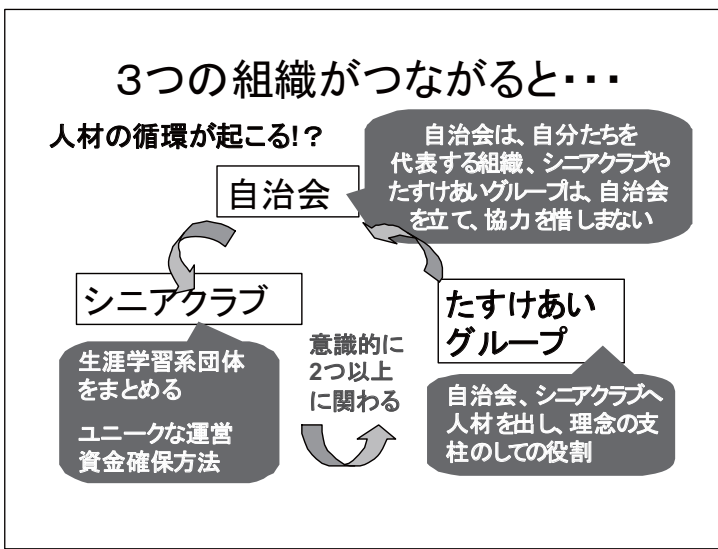 ３つの組織がつながると・・・
人材の循環が起こる!？
自治会は、自分たちを
代表する組織、シニアクラブや
たすけあいグループは、自治会
を立て、協力を惜しまない
自治会
シニアクラブ
たすけあい
グループ
生涯学習系団体
をまとめる
ユニークな運営
資金確保方法
意識的に
2つ以上
に関わる
自治会、シニアクラブへ
人材を出し、理念の支
柱のしての役割